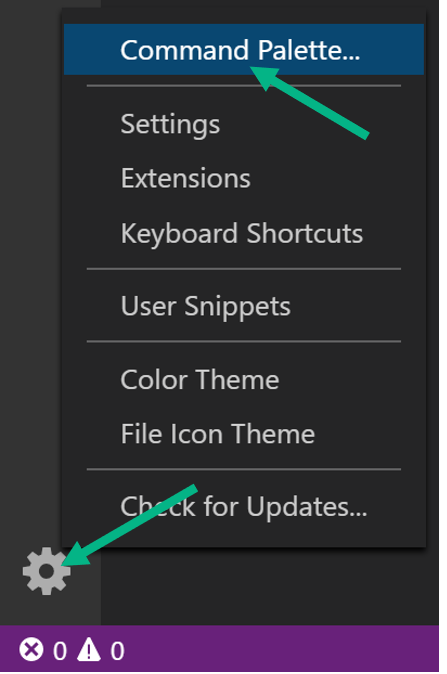 Command Palette...
Settings
Extensions
Keyboard Shortcuts
User Snippets
Color Theme
File Icon Theme
Check for Updates...
0 0